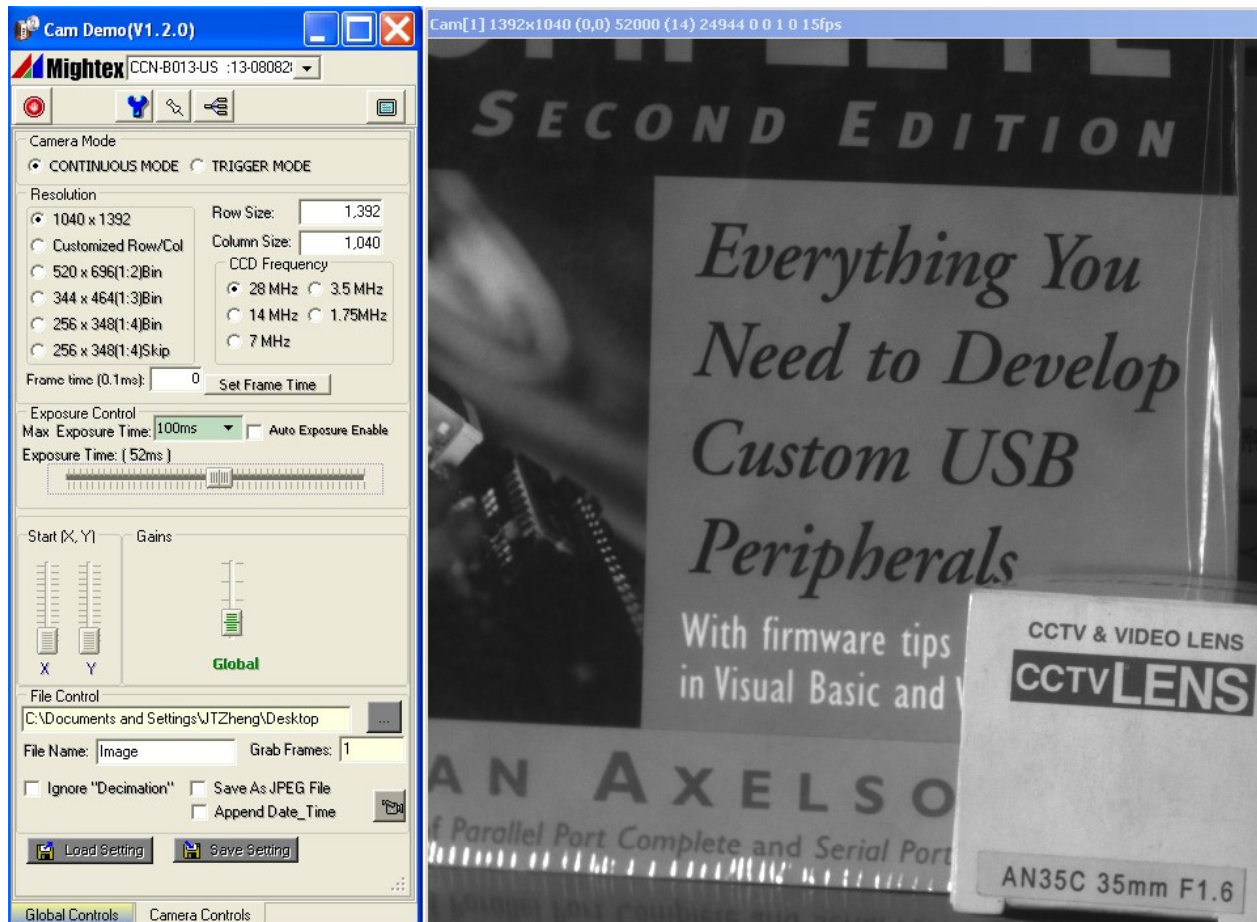 Cam Demo(V1.2.0)
Mightex CCN-B013-US :13-08082
Camera Mode
CONTINUOUS MODE TRIGGER MODE
Resolution
1040 x 1392
Customized Row/Col
520 x 696(1:2)Bin
344 x 464(1:3)Bin
256 x 348(1:4)Bin
256 x 348(1:4)Skip
Row Size: 1,392
Column Size: 1,040
CCD Frequency
28 MHz 3.5 MHz
14 MHz 1.75MHz
7 MHz
Frame time (0.1ms): 0 Set Frame Time
Exposure Control
Max Exposure Time: 100ms Auto Exposure Enable
Exposure Time: ( 52ms )
Start (X, Y)
X Y
Gains
Global
File Control
C:\Documents and Settings\JTZheng\Desktop ...
File Name: Image Grab Frames: 1
Ignore "Decimation" Save As JPEG File
Append Date_Time
Load Setting Save Setting
Global Controls Camera Controls
Cam[1] 1392x1040 (0,0) 52000 (14) 24944 0 0 1 0 15fps
SECOND EDITION
Everything You
Need to Develop
Custom USB
Peripherals
With firmware tips
in Visual Basic and
AN AXELSO
f Parallel Port Complete and Serial Port
CCTV & VIDEO LENS
CCTV LENS
AN35C 35mm F1.6